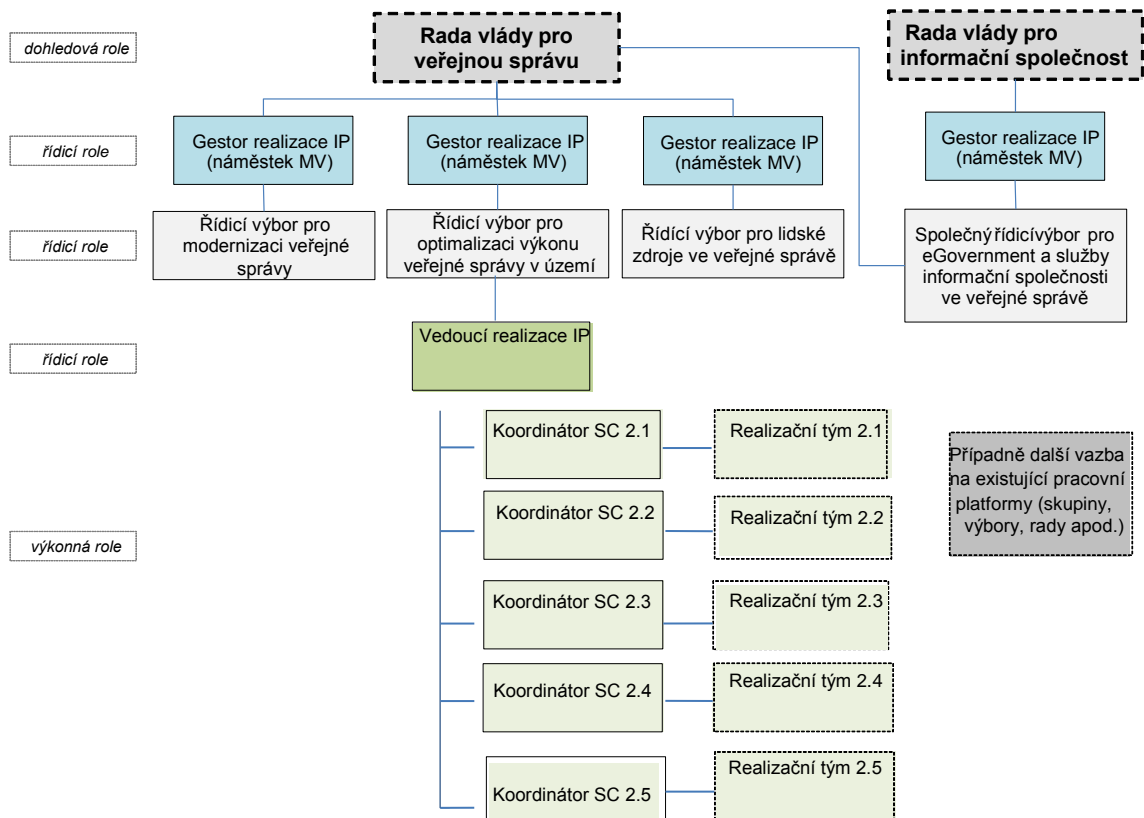 dohledová role
Rada vlády pro
veřejnou správu
Rada vlády pro
informační společnost
řídicí role
Gestor realizace IP
(náměstek MV)
Gestor realizace IP
(náměstek MV)
Gestor realizace IP
(náměstek MV)
Gestor realizace IP
(náměstek MV)
řídicí role
Řídicí výbor pro
modernizaci veřejné
správy
Řídicí výbor pro
optimalizaci výkonu
veřejné správy v území
Řídící výbor pro lidské
zdroje ve veřejné správě
Společný řídicívýbor pro
eGovernment a služby
informační společnosti
ve veřejné správě
řídicí role
Vedoucí realizace IP
Koordinátor SC 2.1
Realizační tým 2.1
Případně další vazba
na existující pracovní
platformy (skupiny,
výbory, rady apod.)
výkonná role
Koordinátor SC 2.2
Realizační tým 2.2
Koordinátor SC 2.3
Realizační tým 2.3
Koordinátor SC 2.4
Realizační tým 2.4
Koordinátor SC 2.5
Realizační tým 2.5